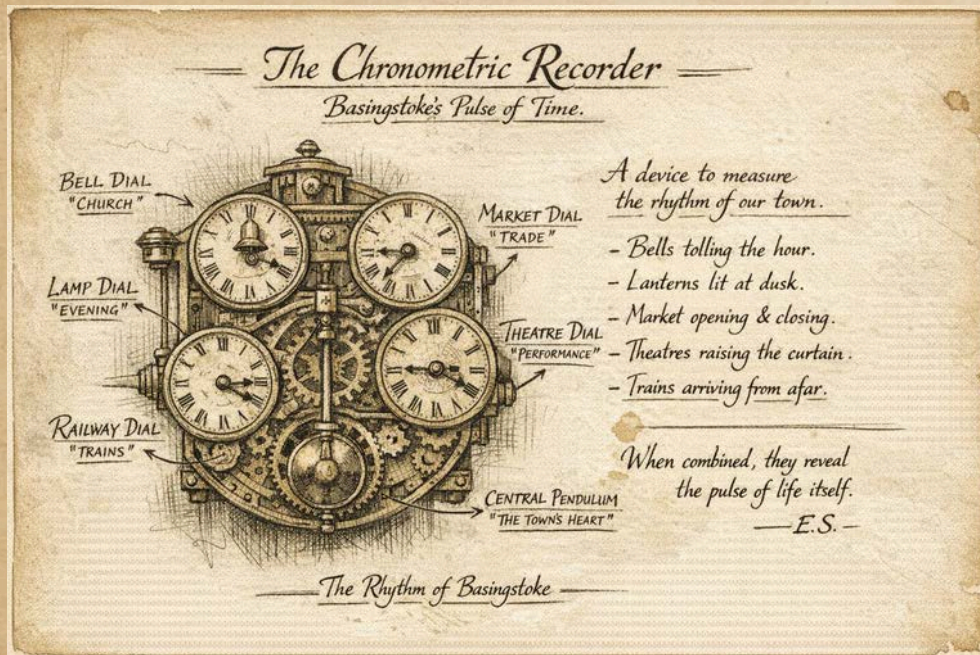 The Chronometric Recorder
Basingstoke's Pulse of Time.
BELL DIAL
"CHURCH"
LAMP DIAL
"EVENING"
RAILWAY DIAL
"TRAINS"
MARKET DIAL
"TRADE"
THEATRE DIAL
"PERFORMANCE"
CENTRAL PENDULUM
"THE TOWN'S HEART"
A device to measure
the rhythm of our town.
- Bells tolling the hour.
- Lanterns lit at dusk.
- Market opening & closing.
- Theatres raising the curtain.
- Trains arriving from afar.
When combined, they reveal
the pulse of life itself.
— E.S. —
The Rhythm of Basingstoke